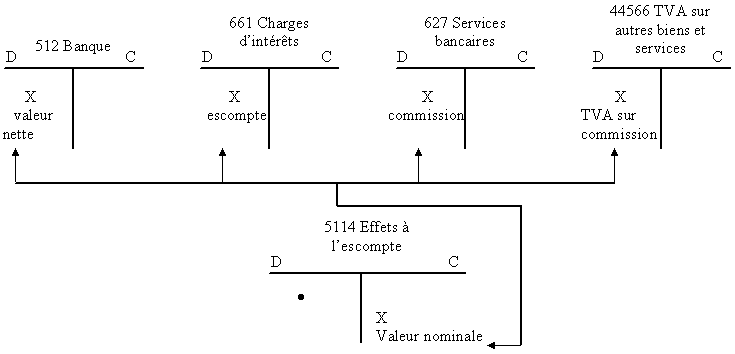 512 Banque
D C
X
valeur
nette
661 Charges
d'intérêts
D C
X
escompte
627 Services
bancaires
D C
X
commission
44566 TVA sur
autres biens et
services
D C
X
TVA sur
commission
5114 Effets à
l'escompte
D C
X
Valeur nominale